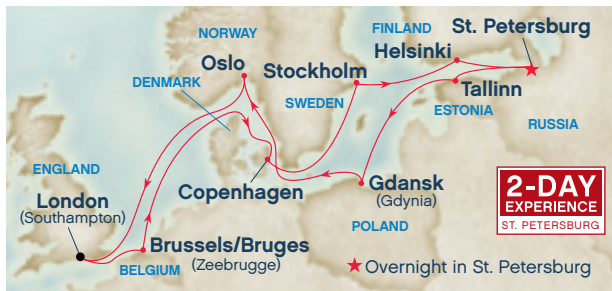 NORWAY
FINLAND
St. Petersburg
Oslo
Helsinki
Stockholm
DENMARK
Tallinn
SWEDEN
ESTONIA
RUSSIA
ENGLAND
London
(Southampton)
Copenhagen
Gdansk
(Gdynia)
2-DAY
EXPERIENCE
ST. PETERSBURG
POLAND
Brussels/Bruges
(Zeebrugge)
BELGIUM
Overnight in St. Petersburg